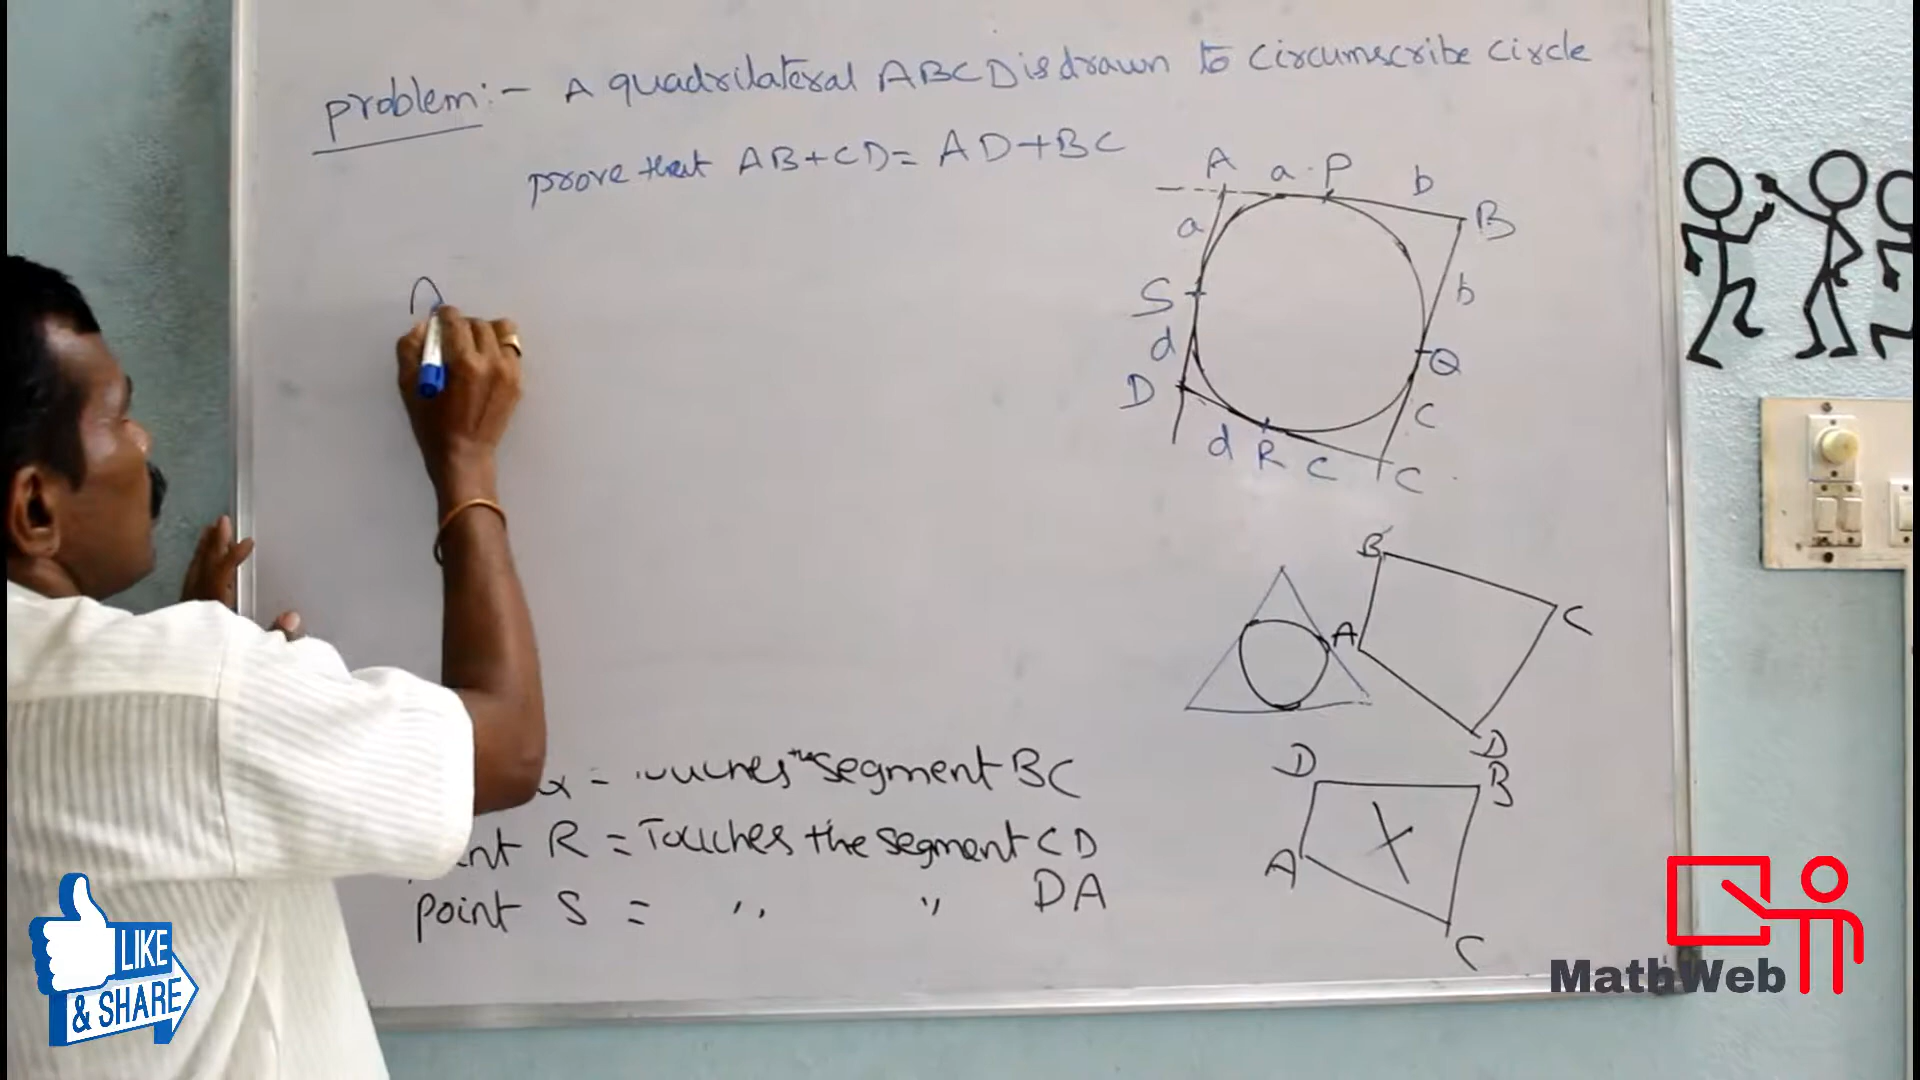 problem:- A quadrilateral ABCD is drawn to circumscribe circle
prove that AB+CD = AD+BC
A a P b
B
a
S b
d Q
D c
d R c C
B
C
A
D
D B
A
C
touches the segment BC
point R = Touches the segment CD
point S = ,, ,, DA
LIKE
& SHARE
MathWeb